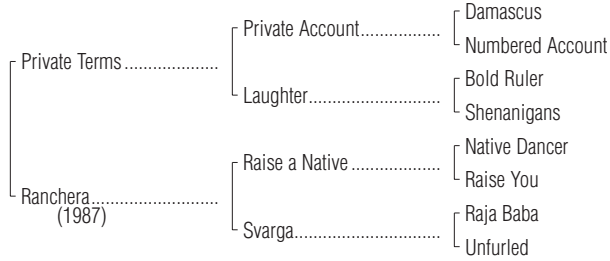 Damascus
Private Account....................
Numbered Account
Private Terms .......................
Bold Ruler
Laughter.................................
Shenanigans
Native Dancer
Raise a Native ......................
Raise You
Ranchera...............................
(1987)
Raja Baba
Svarga....................................
Unfurled